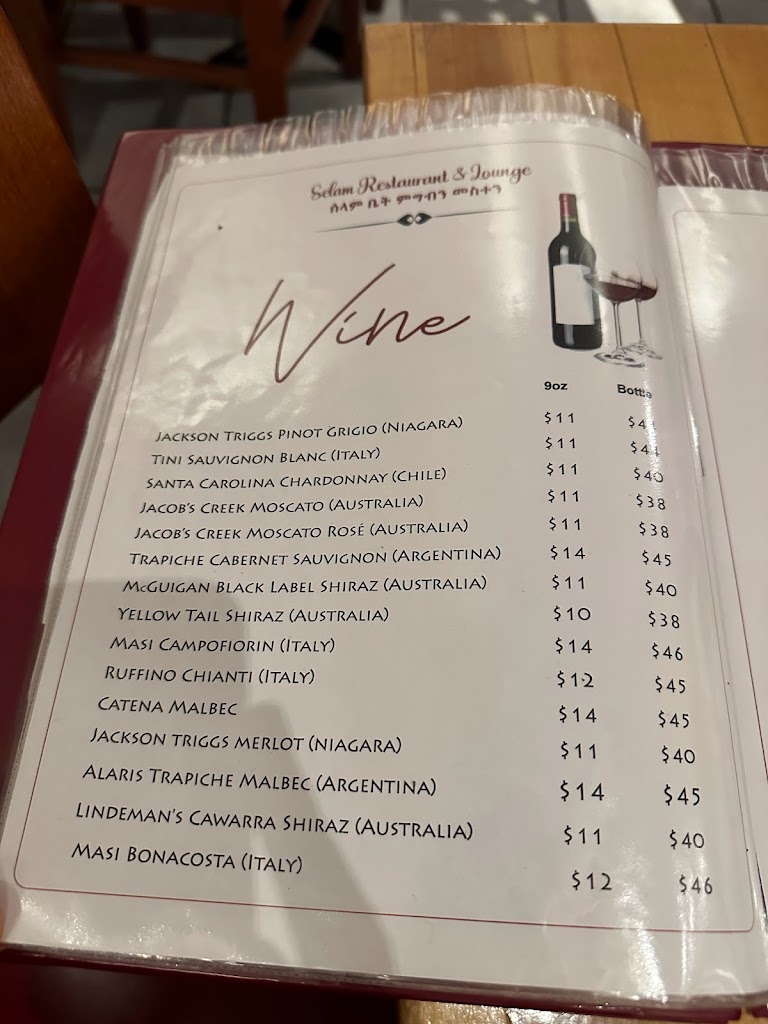 Selam Restaurant & Lounge
ሰላም ቤት ምግብን መስተን
Wine
9oz Bottle
JACKSON TRIGGS PINOT GRIGIO (NIAGARA) $11
TINI SAUVIGNON BLANC (ITALY) $11 $44
SANTA CAROLINA CHARDONNAY (CHILE) $11 $40
JACOB'S CREEK MOSCATO (AUSTRALIA) $11 $38
JACOB'S CREEK MOSCATO ROSÉ (AUSTRALIA) $11 $38
TRAPICHE CABERNET SAUVIGNON (ARGENTINA) $14 $45
MCGUIGAN BLACK LABEL SHIRAZ (AUSTRALIA) $11 $40
YELLOW TAIL SHIRAZ (AUSTRALIA) $10 $38
MASI CAMPOFIORIN (ITALY) $14 $46
RUFFINO CHIANTI (ITALY) $12 $45
CATENA MALBEC $14 $45
JACKSON TRIGGS MERLOT (NIAGARA) $11 $40
ALARIS TRAPICHE MALBEC (ARGENTINA) $14 $45
LINDEMAN'S CAWARRA SHIRAZ (AUSTRALIA) $11 $40
MASI BONACOSTA (ITALY) $12 $46